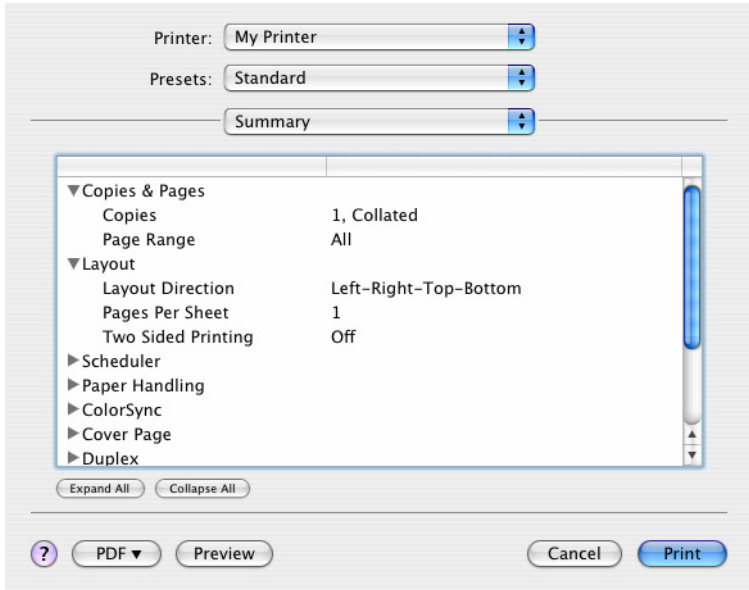 Printer: My Printer
Presets: Standard
Summary
Copies & Pages
Copies 1, Collated
Page Range All
Layout
Layout Direction Left-Right-Top-Bottom
Pages Per Sheet 1
Two Sided Printing Off
Scheduler
Paper Handling
ColorSync
Cover Page
Duplex
Expand All Collapse All
? PDF Preview Cancel Print